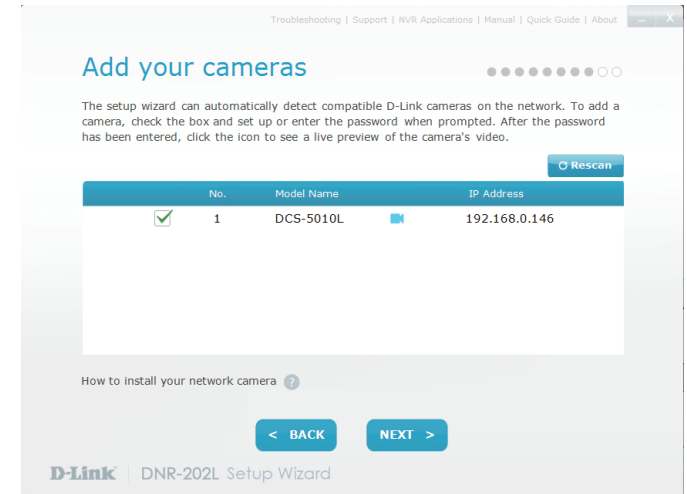 Troubleshooting | Support | NVR Applications | Manual | Quick Guide | About _ X
Add your cameras
The setup wizard can automatically detect compatible D-Link cameras on the network. To add a
camera, check the box and set up or enter the password when prompted. After the password
has been entered, click the icon to see a live preview of the camera's video.
Rescan
No. Model Name IP Address
1 DCS-5010L 192.168.0.146
How to install your network camera ?
< BACK NEXT >
D-Link | DNR-202L Setup Wizard